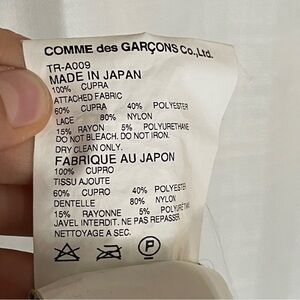 COMME des GARÇONS Co.,Ltd.
TR-A009
MADE IN JAPAN
100% CUPRA
ATTACHED FABRIC
60% CUPRA 40% POLYESTER
LACE 80% NYLON
15% RAYON 5% POLYURETHANE
DO NOT BLEACH. DO NOT IRON.
DRY CLEAN ONLY.
FABRIQUE AU JAPON
100% CUPRO
TISSU AJOUTE
60% CUPRO 40% POLYESTER
DENTELLE 80% NYLON
15% RAYONNE 5% POLYURETHANE
JAVEL INTERDIT. NE PAS REPASSER
NETTOYAGE A SEC.
P